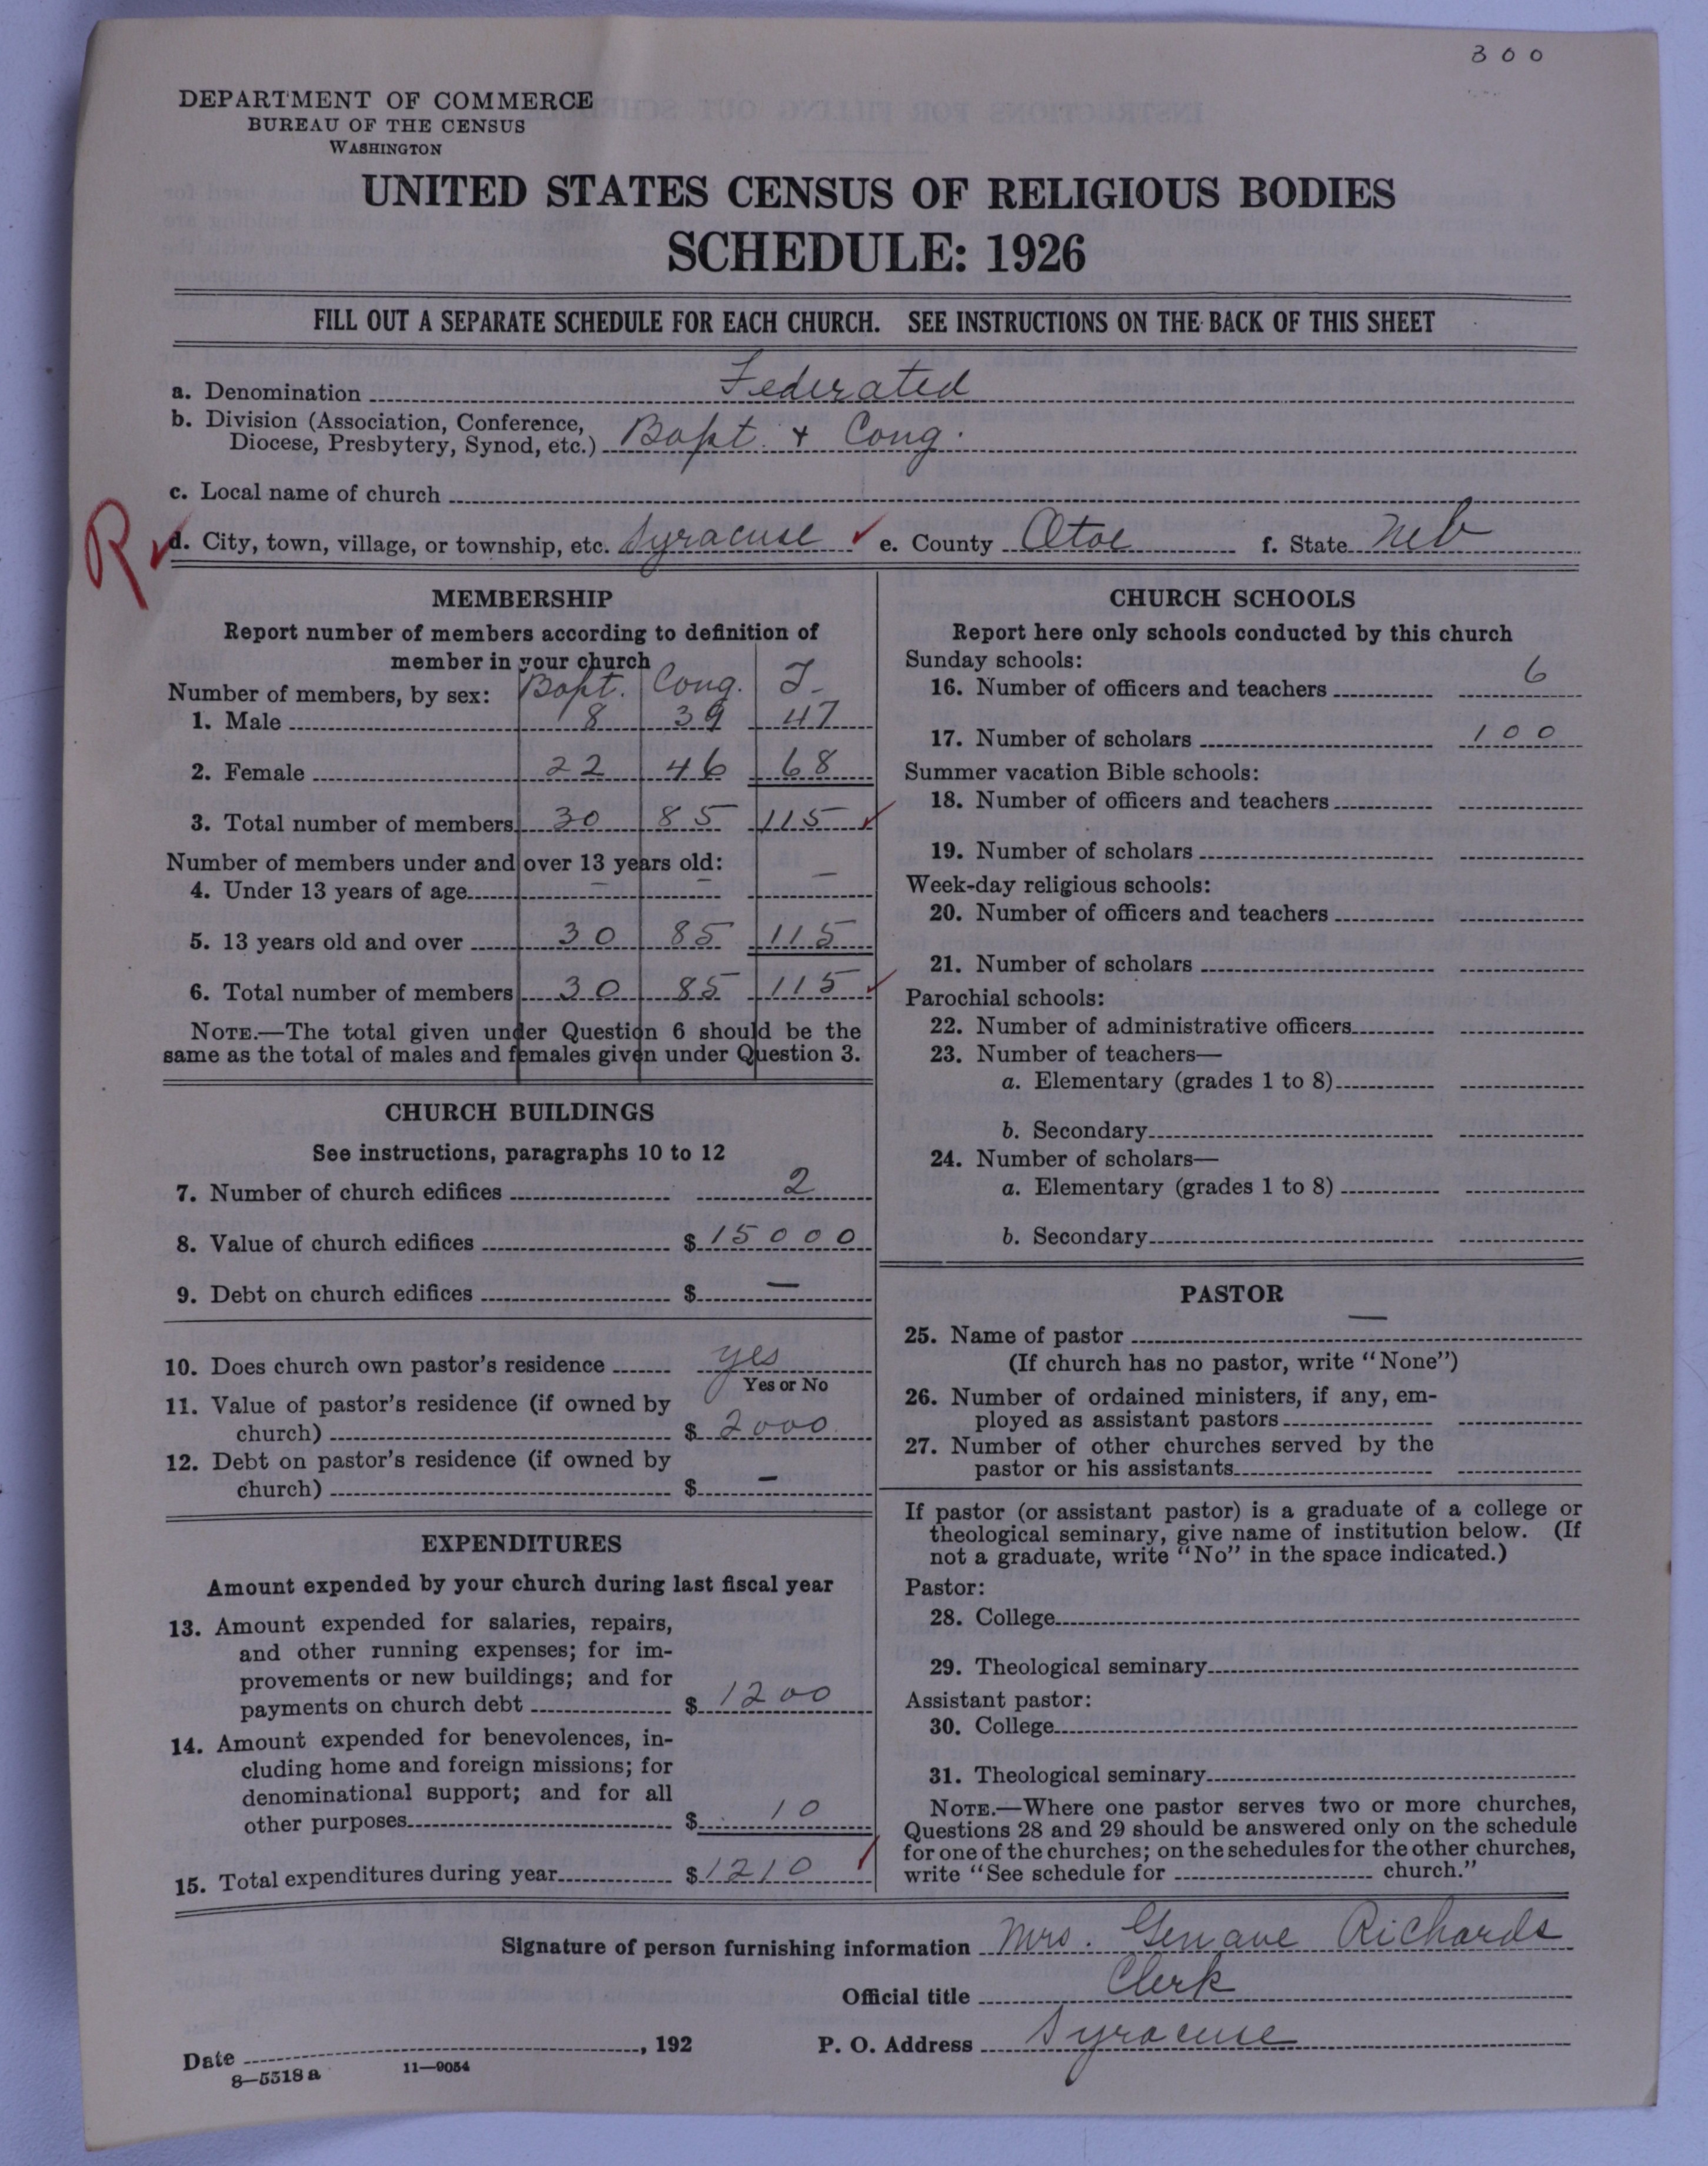 300
DEPARTMENT OF COMMERCE
BUREAU OF THE CENSUS
WASHINGTON
UNITED STATES CENSUS OF RELIGIOUS BODIES
SCHEDULE: 1926
FILL OUT A SEPARATE SCHEDULE FOR EACH CHURCH. SEE INSTRUCTIONS ON THE BACK OF THIS SHEET
a. Denomination Federated
b. Division (Association, Conference,
Diocese, Presbytery, Synod, etc.) Bapt. + Cong.
c. Local name of church
R
d. City, town, village, or township, etc. Syracuse e. County Otoe f. State Neb
MEMBERSHIP
Report number of members according to definition of
member in your church
Number of members, by sex: Bapt. Cong. T.
1. Male 8 39 47
2. Female 22 46 68
3. Total number of members 30 85 115
Number of members under and over 13 years old:
4. Under 13 years of age – – –
5. 13 years old and over 30 85 115
6. Total number of members 30 85 115
NOTE.—The total given under Question 6 should be the
same as the total of males and females given under Question 3.
CHURCH BUILDINGS
See instructions, paragraphs 10 to 12
7. Number of church edifices 2
8. Value of church edifices $ 15000
9. Debt on church edifices $ —
10. Does church own pastor's residence yes
Yes or No
11. Value of pastor's residence (if owned by
church) $ 2000
12. Debt on pastor's residence (if owned by
church) $ –
EXPENDITURES
Amount expended by your church during last fiscal year
13. Amount expended for salaries, repairs,
and other running expenses; for im-
provements or new buildings; and for
payments on church debt $ 1200
14. Amount expended for benevolences, in-
cluding home and foreign missions; for
denominational support; and for all
other purposes $ 10
15. Total expenditures during year $ 1210
CHURCH SCHOOLS
Report here only schools conducted by this church
Sunday schools:
16. Number of officers and teachers 6
17. Number of scholars 100
Summer vacation Bible schools:
18. Number of officers and teachers
19. Number of scholars
Week-day religious schools:
20. Number of officers and teachers
21. Number of scholars
Parochial schools:
22. Number of administrative officers
23. Number of teachers—
a. Elementary (grades 1 to 8)
b. Secondary
24. Number of scholars—
a. Elementary (grades 1 to 8)
b. Secondary
PASTOR
25. Name of pastor —
(If church has no pastor, write "None")
26. Number of ordained ministers, if any, em-
ployed as assistant pastors
27. Number of other churches served by the
pastor or his assistants
If pastor (or assistant pastor) is a graduate of a college or
theological seminary, give name of institution below. (If
not a graduate, write "No" in the space indicated.)
Pastor:
28. College
29. Theological seminary
Assistant pastor:
30. College
31. Theological seminary
NOTE.—Where one pastor serves two or more churches,
Questions 28 and 29 should be answered only on the schedule
for one of the churches; on the schedules for the other churches,
write "See schedule for church."
Signature of person furnishing information Mrs. Genave Richards
Official title Clerk
Date , 192 P. O. Address Syracuse
8—5518 a 11—9054